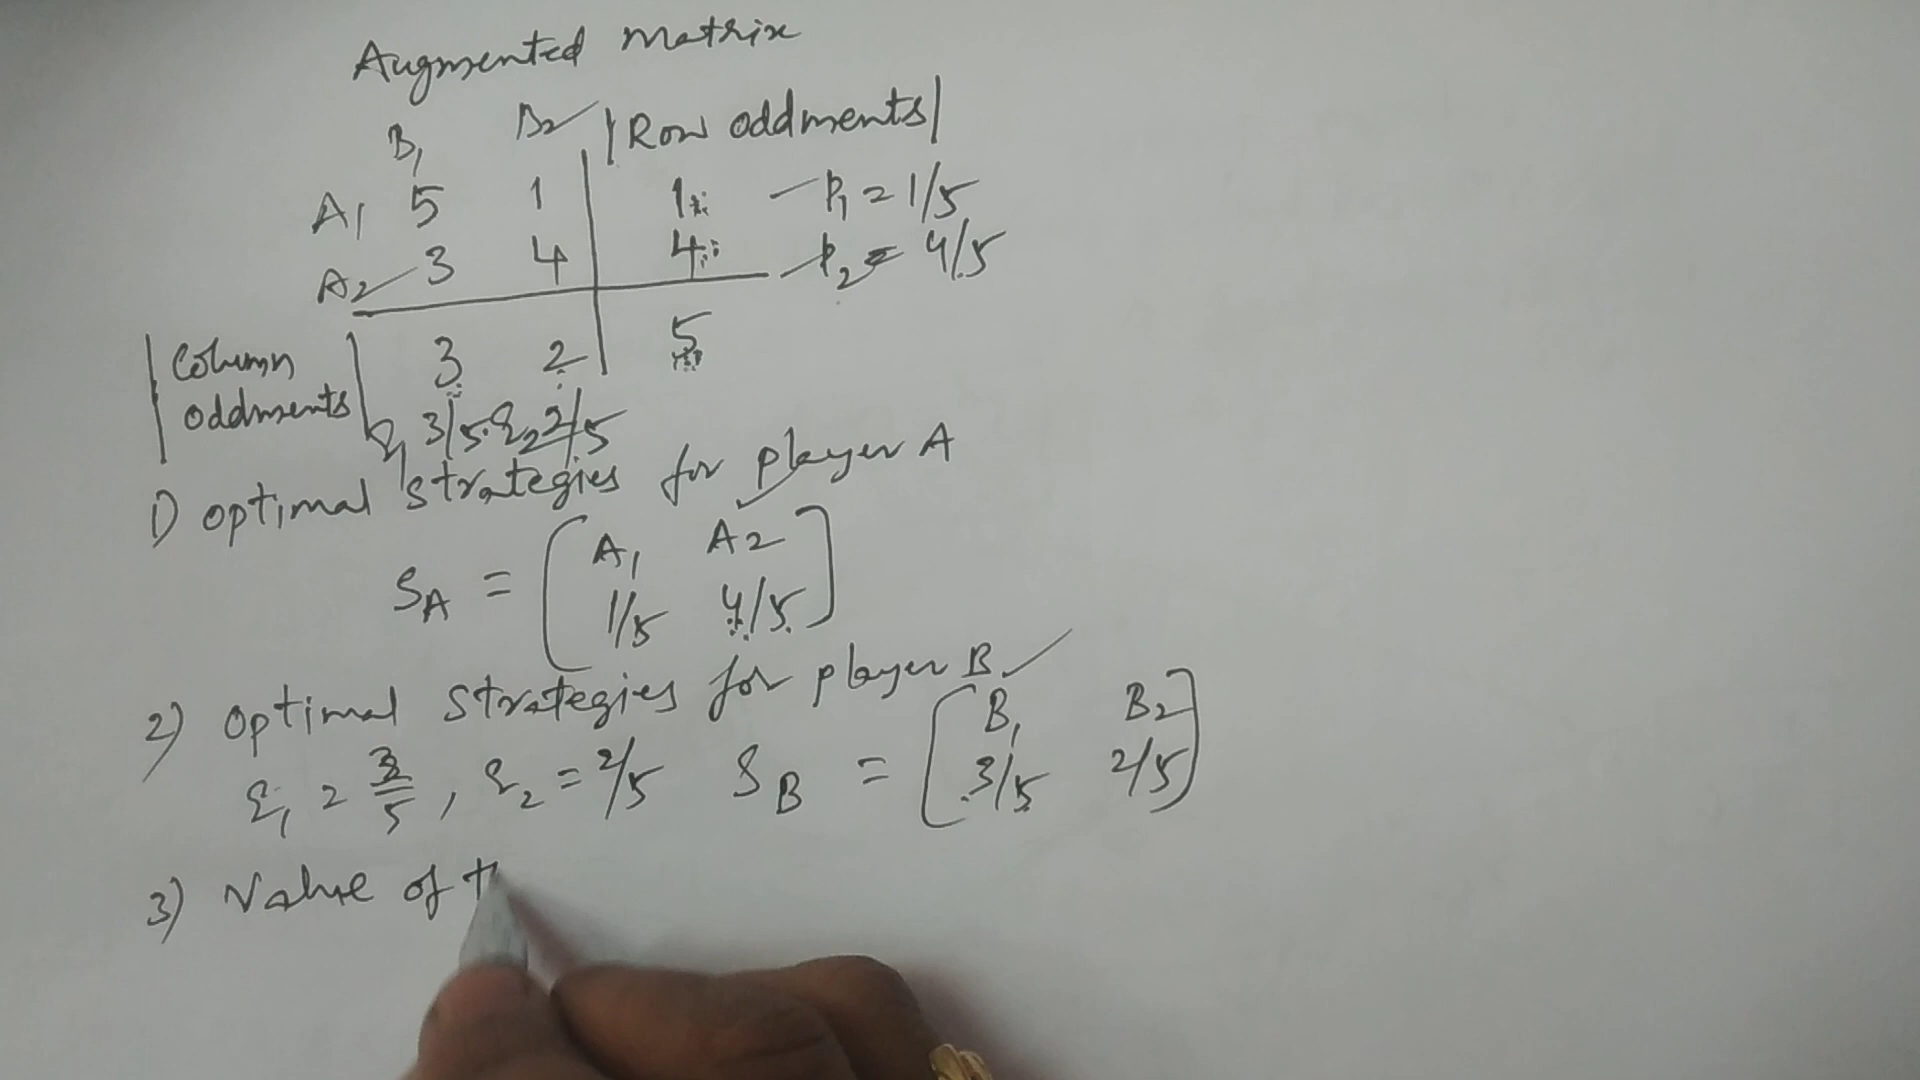 Augmented matrix
B1 B2 |Row oddments|
A1 5 1 1 – P1 = 1/5
A2 3 4 4 – P2 = 4/5
|Column oddments| 3 2 5
q1 3/5 q2 2/5
1) optimal strategies for player A
A1 A2
SA = 1/5 4/5
2) optimal strategies for player B
B1 B2
q1 = 3/5, q2 = 2/5 SB = 3/5 2/5
3) Value of